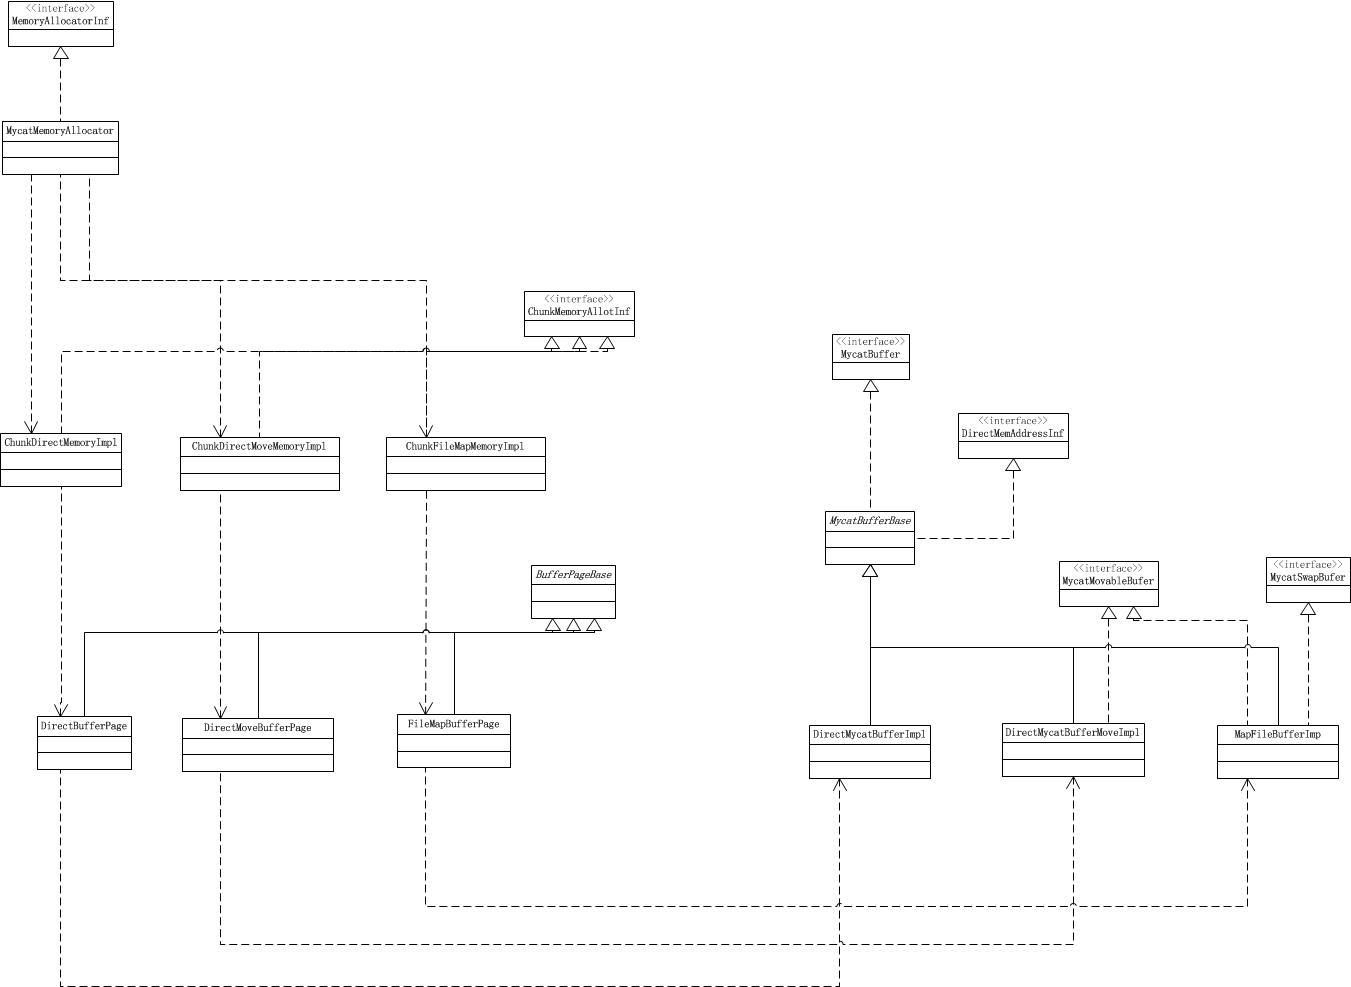 <<interface>>
MemoryAllocatorInf
MycatMemoryAllocator
<<interface>>
ChunkMemoryAllotInf
<<interface>>
MycatBuffer
<<interface>>
DirectMemAddressInf
ChunkDirectMemoryImpl
ChunkDirectMoveMemoryImpl
ChunkFileMapMemoryImpl
MycatBufferBase
BufferPageBase
<<interface>>
MycatMovableBufer
<<interface>>
MycatSwapBufer
DirectBufferPage
DirectMoveBufferPage
FileMapBufferPage
DirectMycatBufferImpl
DirectMycatBufferMoveImpl
MapFileBufferImp